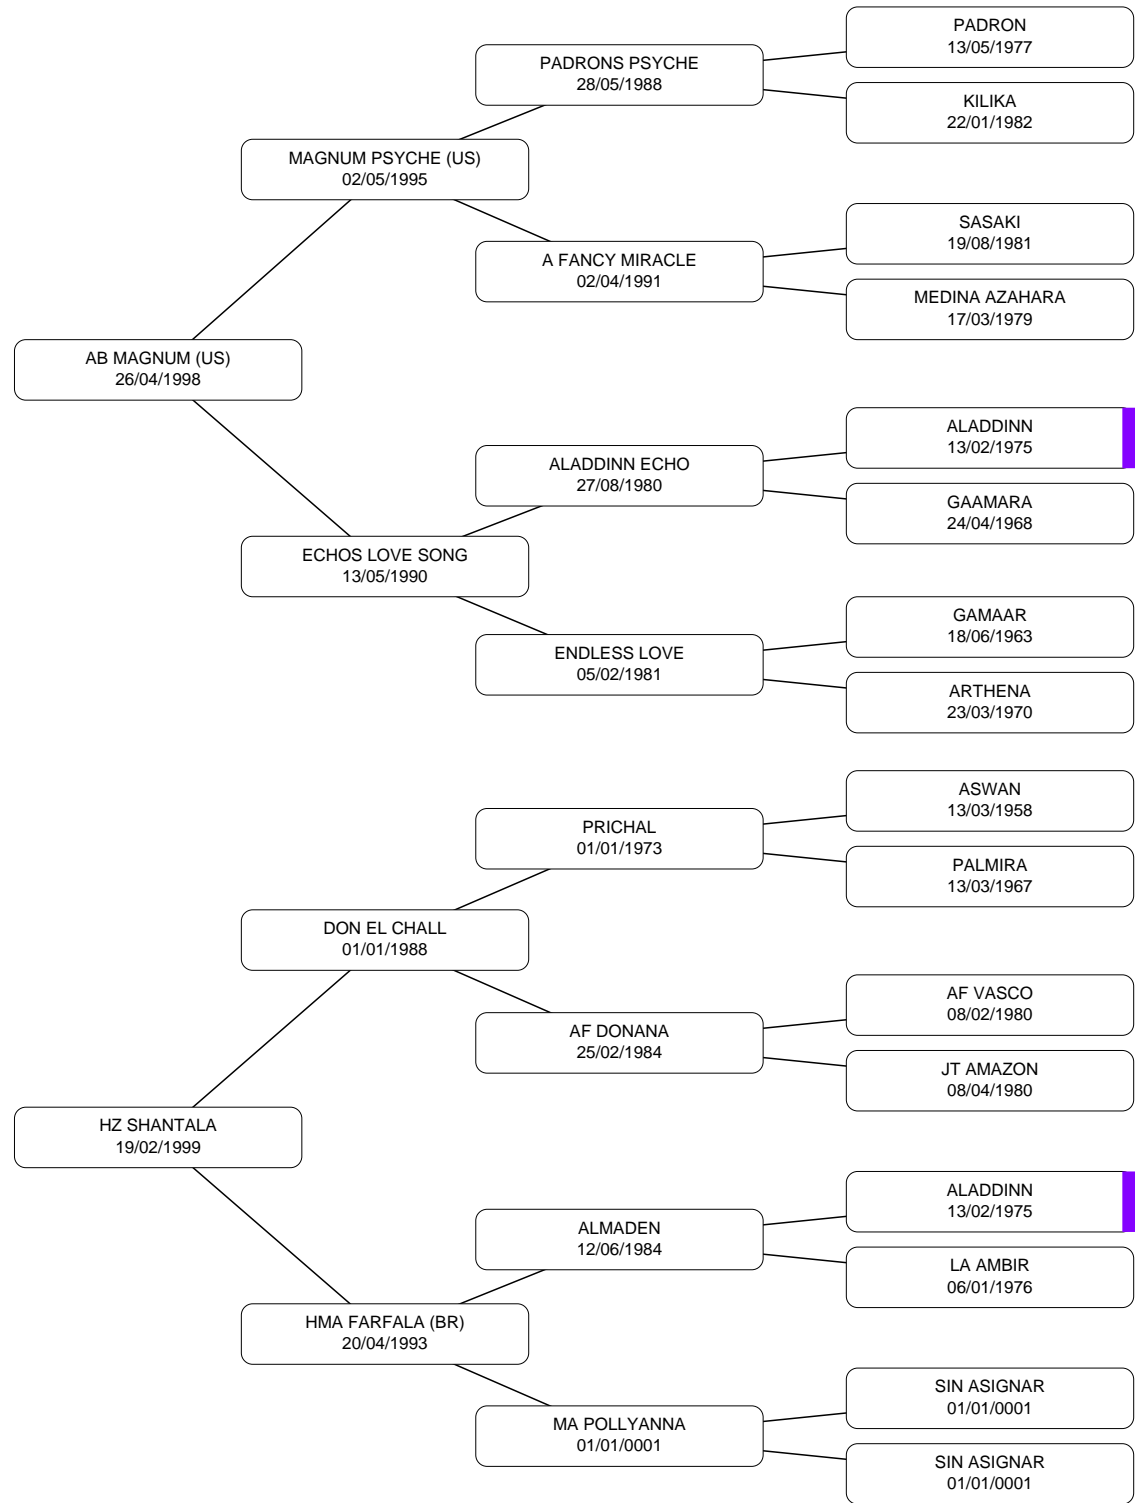 PADRON
13/05/1977
PADRONS PSYCHE
28/05/1988
KILIKA
22/01/1982
MAGNUM PSYCHE (US)
02/05/1995
SASAKI
19/08/1981
A FANCY MIRACLE
02/04/1991
MEDINA AZAHARA
17/03/1979
AB MAGNUM (US)
26/04/1998
ALADDINN
13/02/1975
ALADDINN ECHO
27/08/1980
GAAMARA
24/04/1968
ECHOS LOVE SONG
13/05/1990
GAMAAR
18/06/1963
ENDLESS LOVE
05/02/1981
ARTHENA
23/03/1970
ASWAN
13/03/1958
PRICHAL
01/01/1973
PALMIRA
13/03/1967
DON EL CHALL
01/01/1988
AF VASCO
08/02/1980
AF DONANA
25/02/1984
JT AMAZON
08/04/1980
HZ SHANTALA
19/02/1999
ALADDINN
13/02/1975
ALMADEN
12/06/1984
LA AMBIR
06/01/1976
HMA FARFALA (BR)
20/04/1993
SIN ASIGNAR
01/01/0001
MA POLLYANNA
01/01/0001
SIN ASIGNAR
01/01/0001